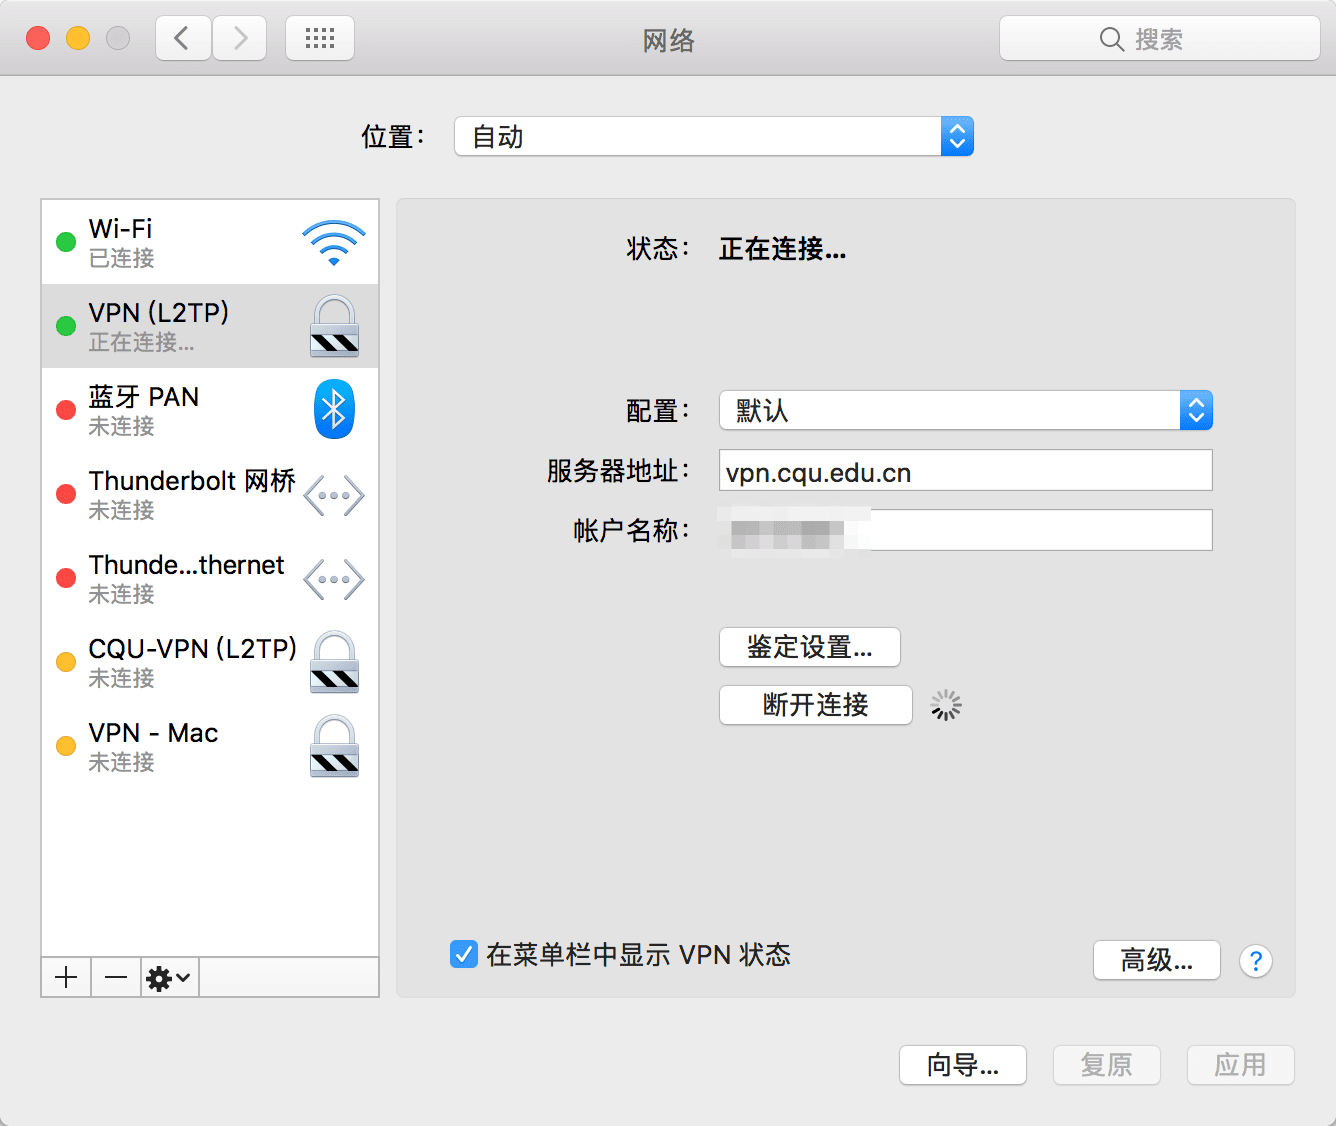 网络
搜索
位置：
自动
Wi-Fi
已连接
VPN (L2TP)
正在连接...
蓝牙 PAN
未连接
Thunderbolt 网桥
未连接
Thunde...thernet
未连接
CQU-VPN (L2TP)
未连接
VPN - Mac
未连接
状态：
正在连接...
配置：
默认
服务器地址：
vpn.cqu.edu.cn
帐户名称：
鉴定设置...
断开连接
在菜单栏中显示 VPN 状态
高级...
?
向导...
复原
应用